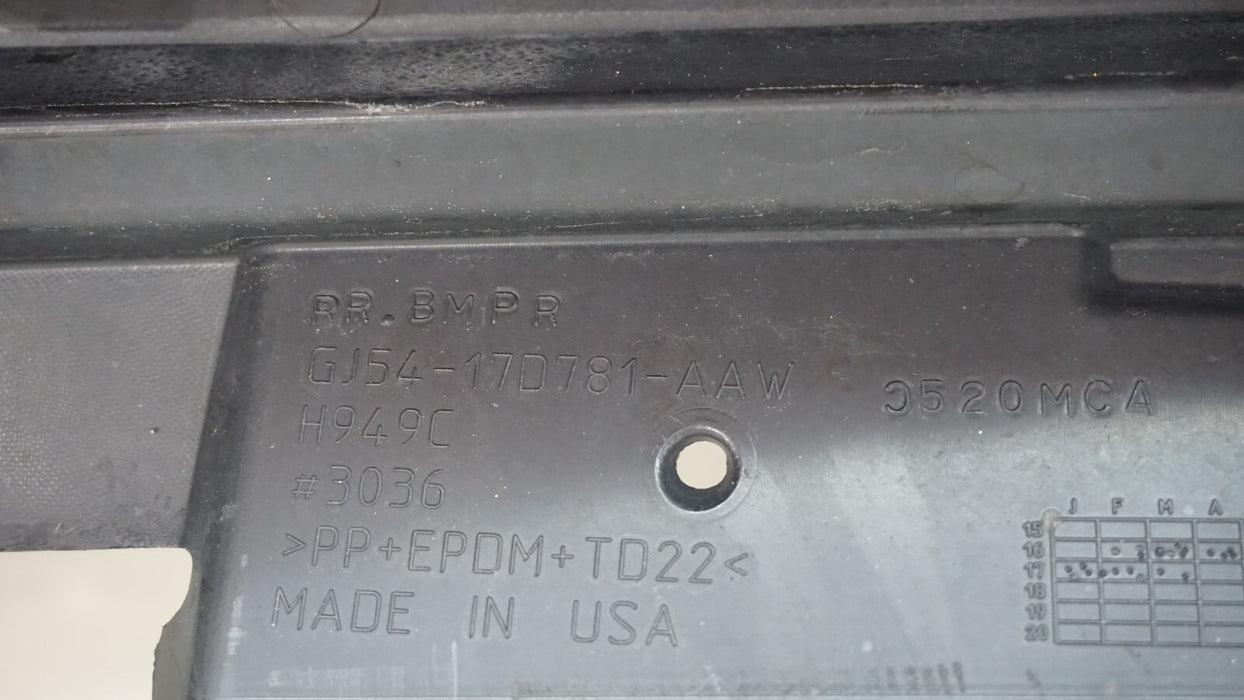 RR.BMPR
GJ54-17D781-AAW
H949C
#3036
>PP+EPDM+TD22<
MADE IN USA
Ɔ520MCA
J F M A
15
16
17
18
19
20